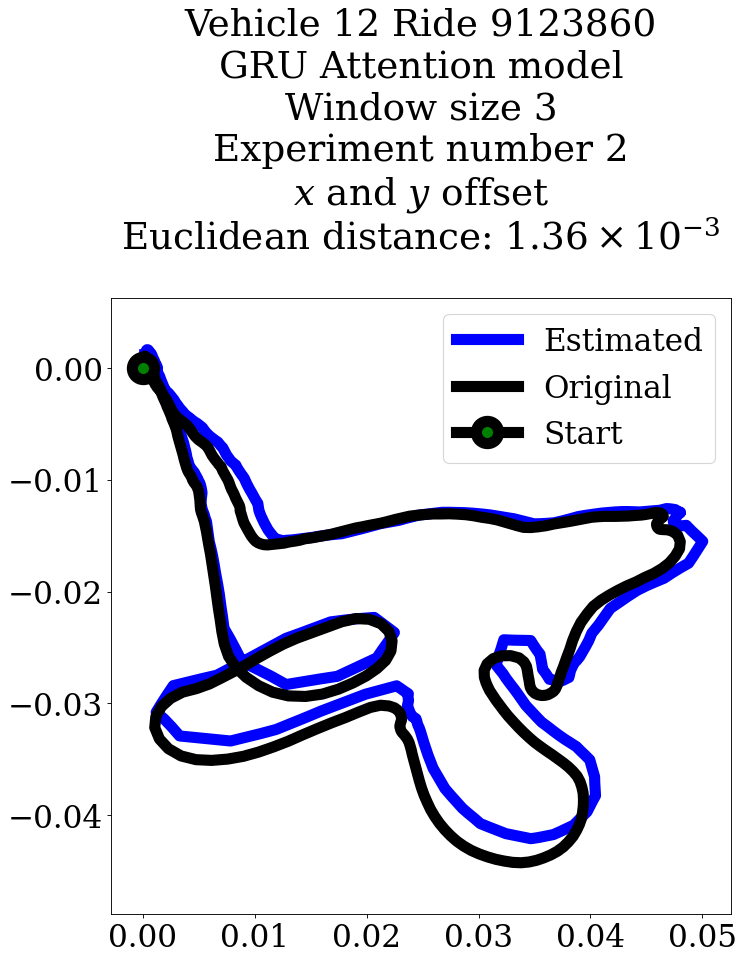 Vehicle 12 Ride 9123860
GRU Attention model
Window size 3
Experiment number 2
x and y offset
Euclidean distance: 1.36 × 10⁻³
Estimated
Original
Start
0.00
−0.01
−0.02
−0.03
−0.04
0.00 0.01 0.02 0.03 0.04 0.05